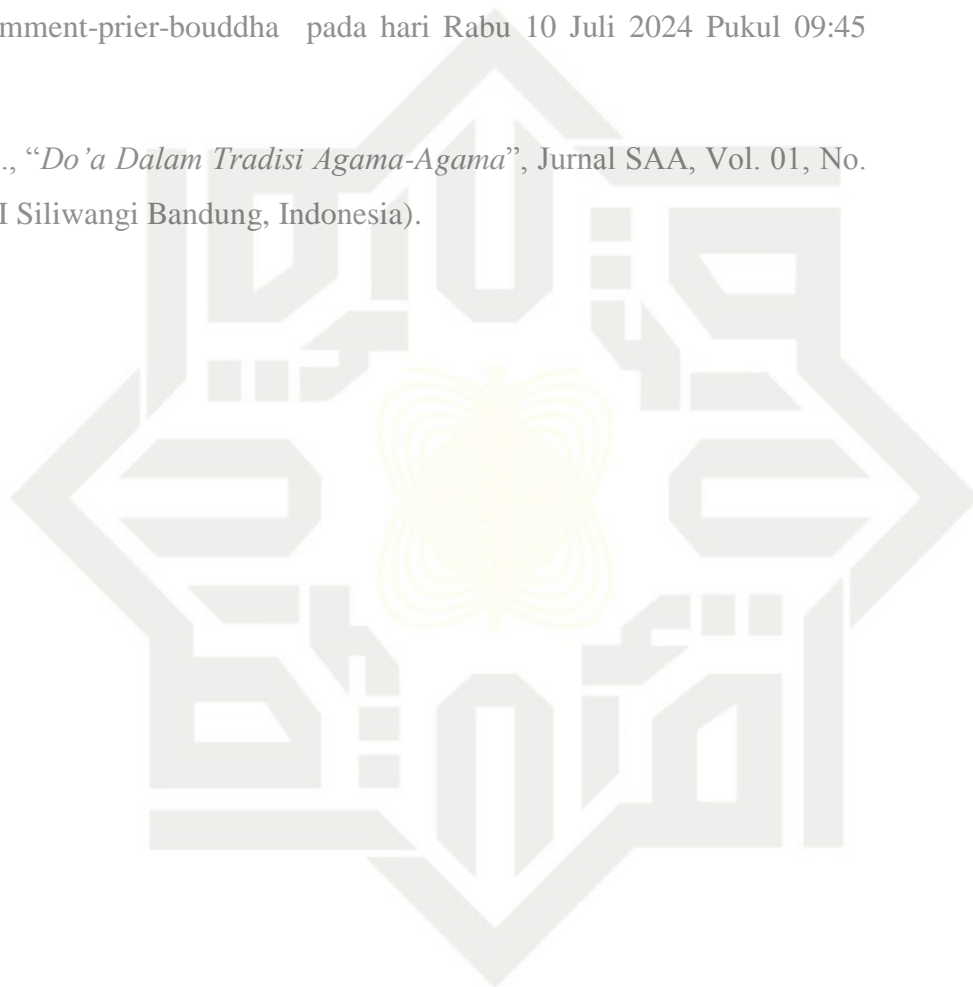 mment-prier-bouddha pada hari Rabu 10 Juli 2024 Pukul 09:45
., “Do’a Dalam Tradisi Agama-Agama”, Jurnal SAA, Vol. 01, No.
I Siliwangi Bandung, Indonesia).